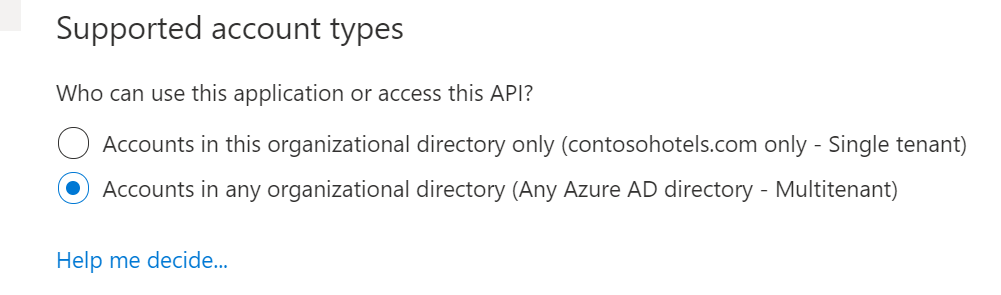 Supported account types
Who can use this application or access this API?
Accounts in this organizational directory only (contosohotels.com only - Single tenant)
Accounts in any organizational directory (Any Azure AD directory - Multitenant)
Help me decide...